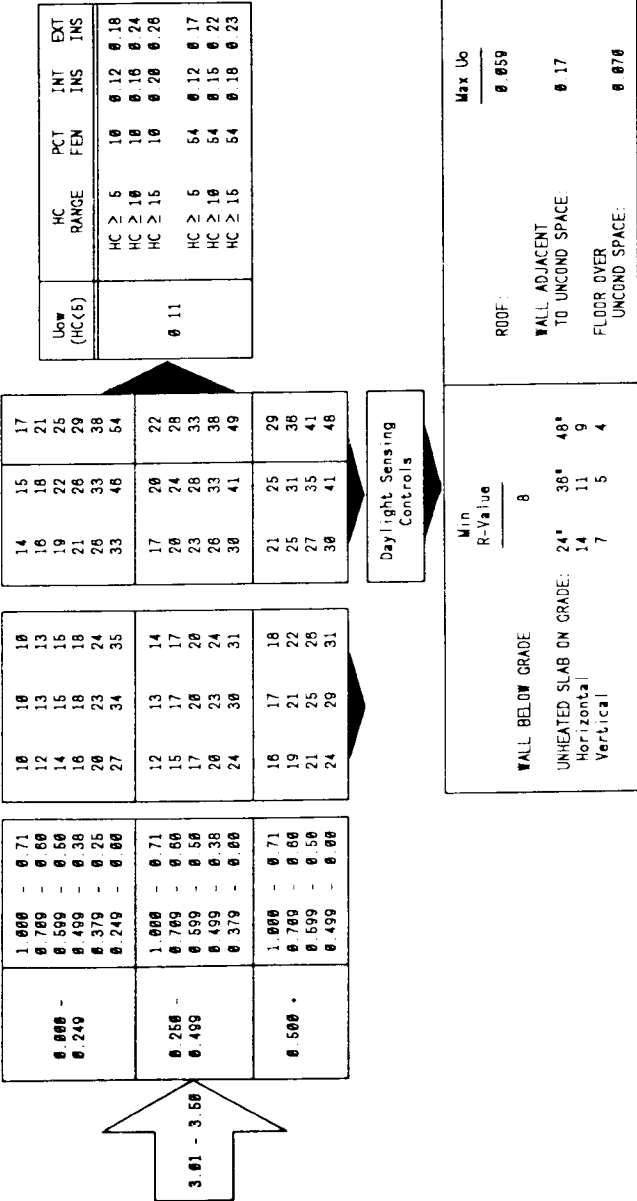 Uow
(HC<5)
HC
RANGE
PCT
FEN
INT
INS
EXT
INS
3.01 - 3.50
0.000 -
0.249
1.000 - 0.71 10 10 10 14 15 17
0.709 - 0.60 12 13 13 16 18 21
0.599 - 0.50 14 15 15 19 22 25
0.499 - 0.38 16 18 18 21 26 29
0.379 - 0.25 20 23 24 26 33 38
0.249 - 0.00 27 34 35 33 46 54
0.250 -
0.499
1.000 - 0.71 12 13 14 17 20 22
0.709 - 0.60 15 17 17 20 24 28
0.599 - 0.50 17 20 20 23 28 33
0.499 - 0.38 20 23 24 26 33 38
0.379 - 0.00 24 30 31 30 41 49
0.500 +
1.000 - 0.71 16 17 18 21 25 29
0.709 - 0.60 19 21 22 25 31 36
0.599 - 0.50 21 25 26 27 35 41
0.499 - 0.00 24 29 31 30 41 48
0.11
HC ≥ 5 10 0.12 0.18
HC ≥ 10 10 0.16 0.24
HC ≥ 15 10 0.20 0.26
HC ≥ 5 54 0.12 0.17
HC ≥ 10 54 0.15 0.22
HC ≥ 15 54 0.18 0.23
Daylight Sensing
Controls
Min
R-Value
WALL BELOW GRADE 8
UNHEATED SLAB ON GRADE: 24" 36" 48"
Horizontal 14 11 9
Vertical 7 5 4
Max Uo
ROOF: 0.059
WALL ADJACENT
TO UNCOND SPACE: 0.17
FLOOR OVER
UNCOND SPACE: 0.070